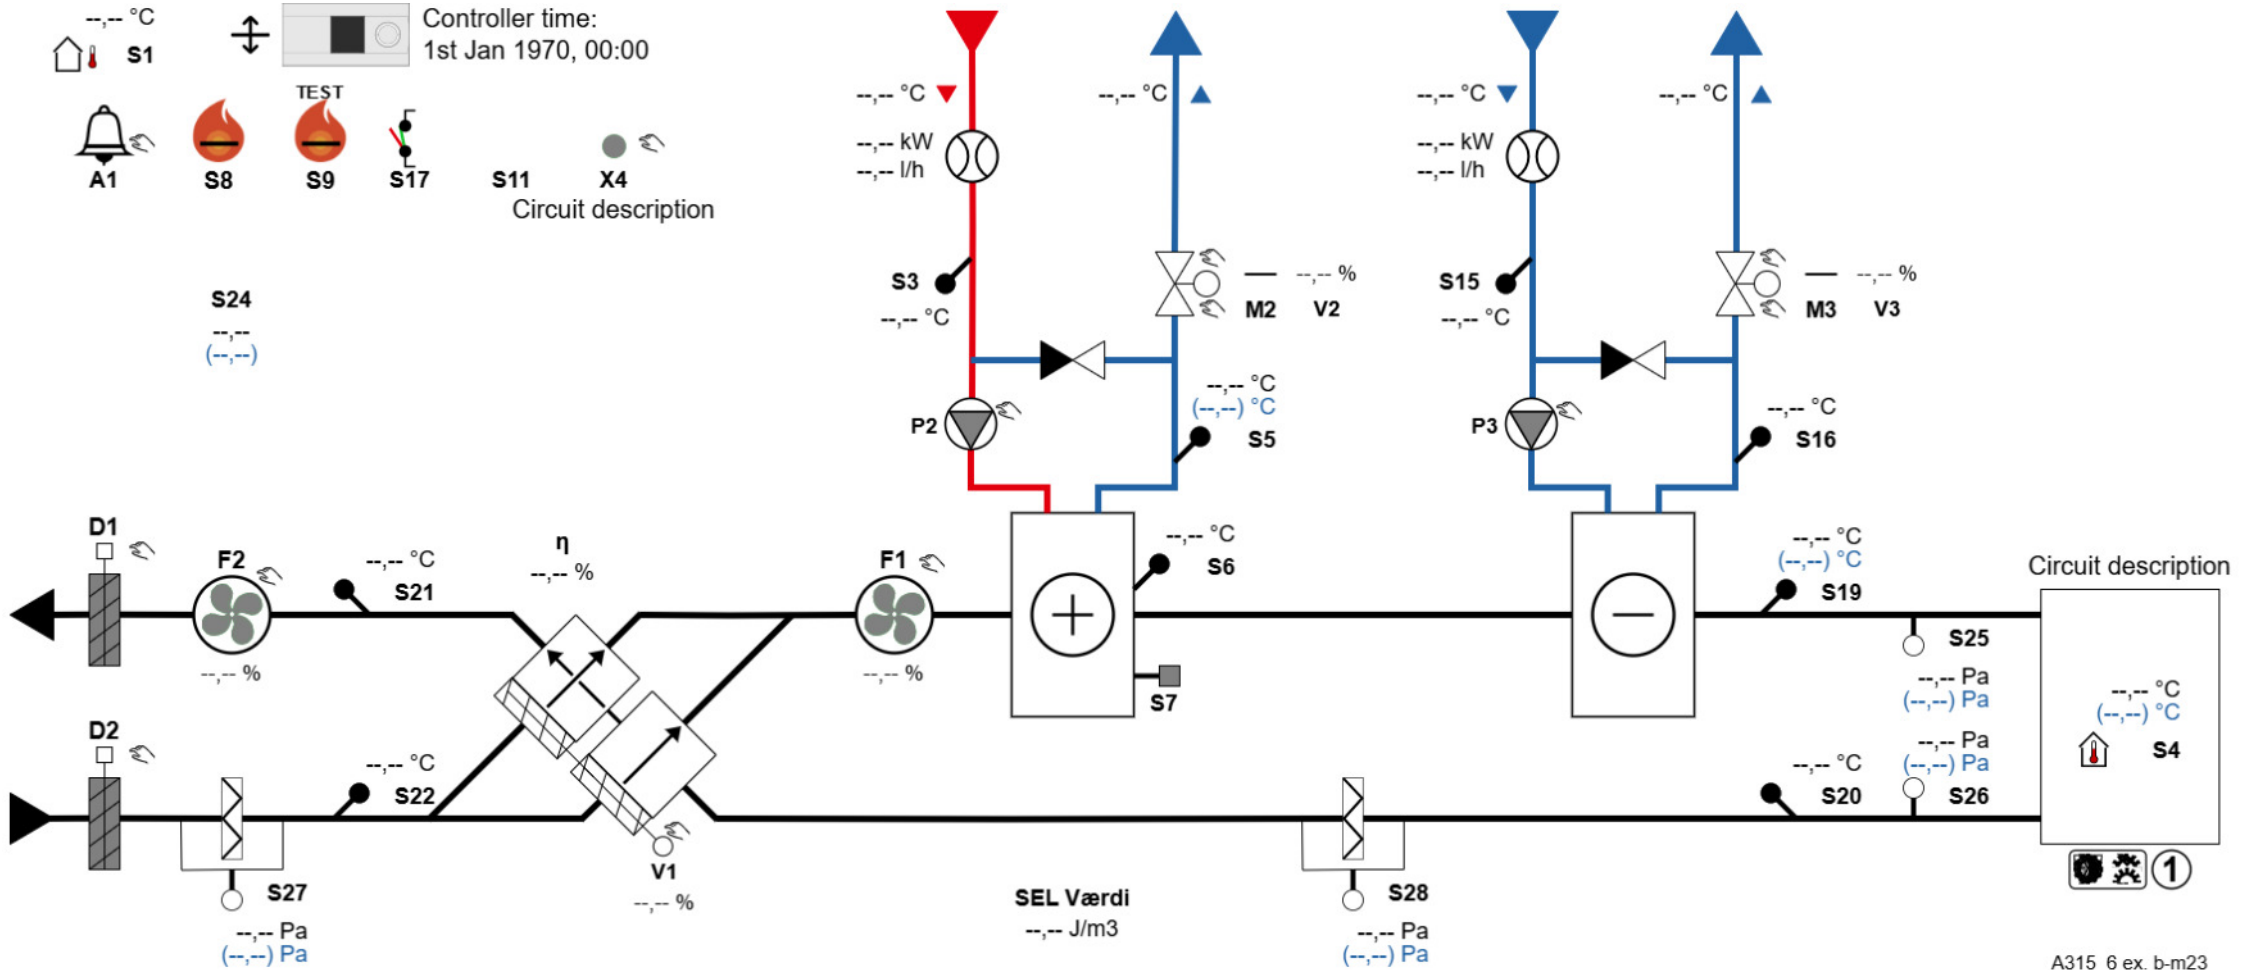 --,-- °C
S1
Controller time:
1st Jan 1970, 00:00
TEST
A1
S8
S9
S17
S11
X4
Circuit description
S24
--,--
(--,--)
--,-- °C
--,-- kW
--,-- l/h
--,-- °C
S3
--,-- °C
--,-- %
M2
V2
P2
--,-- °C
(--,--) °C
S5
--,-- °C
--,-- kW
--,-- l/h
--,-- °C
S15
--,-- °C
--,-- %
M3
V3
P3
--,-- °C
S16
D1
F2
--,-- %
--,-- °C
S21
η
--,-- %
F1
--,-- %
--,-- °C
S6
S7
--,-- °C
(--,--) °C
S19
S25
--,-- Pa
(--,--) Pa
Circuit description
--,-- °C
(--,--) °C
S4
D2
--,-- °C
S22
S27
--,-- Pa
(--,--) Pa
V1
--,-- %
SEL Værdi
--,-- J/m3
S28
--,-- Pa
(--,--) Pa
--,-- °C
S20
--,-- Pa
(--,--) Pa
S26
1
A315_6 ex. b-m23